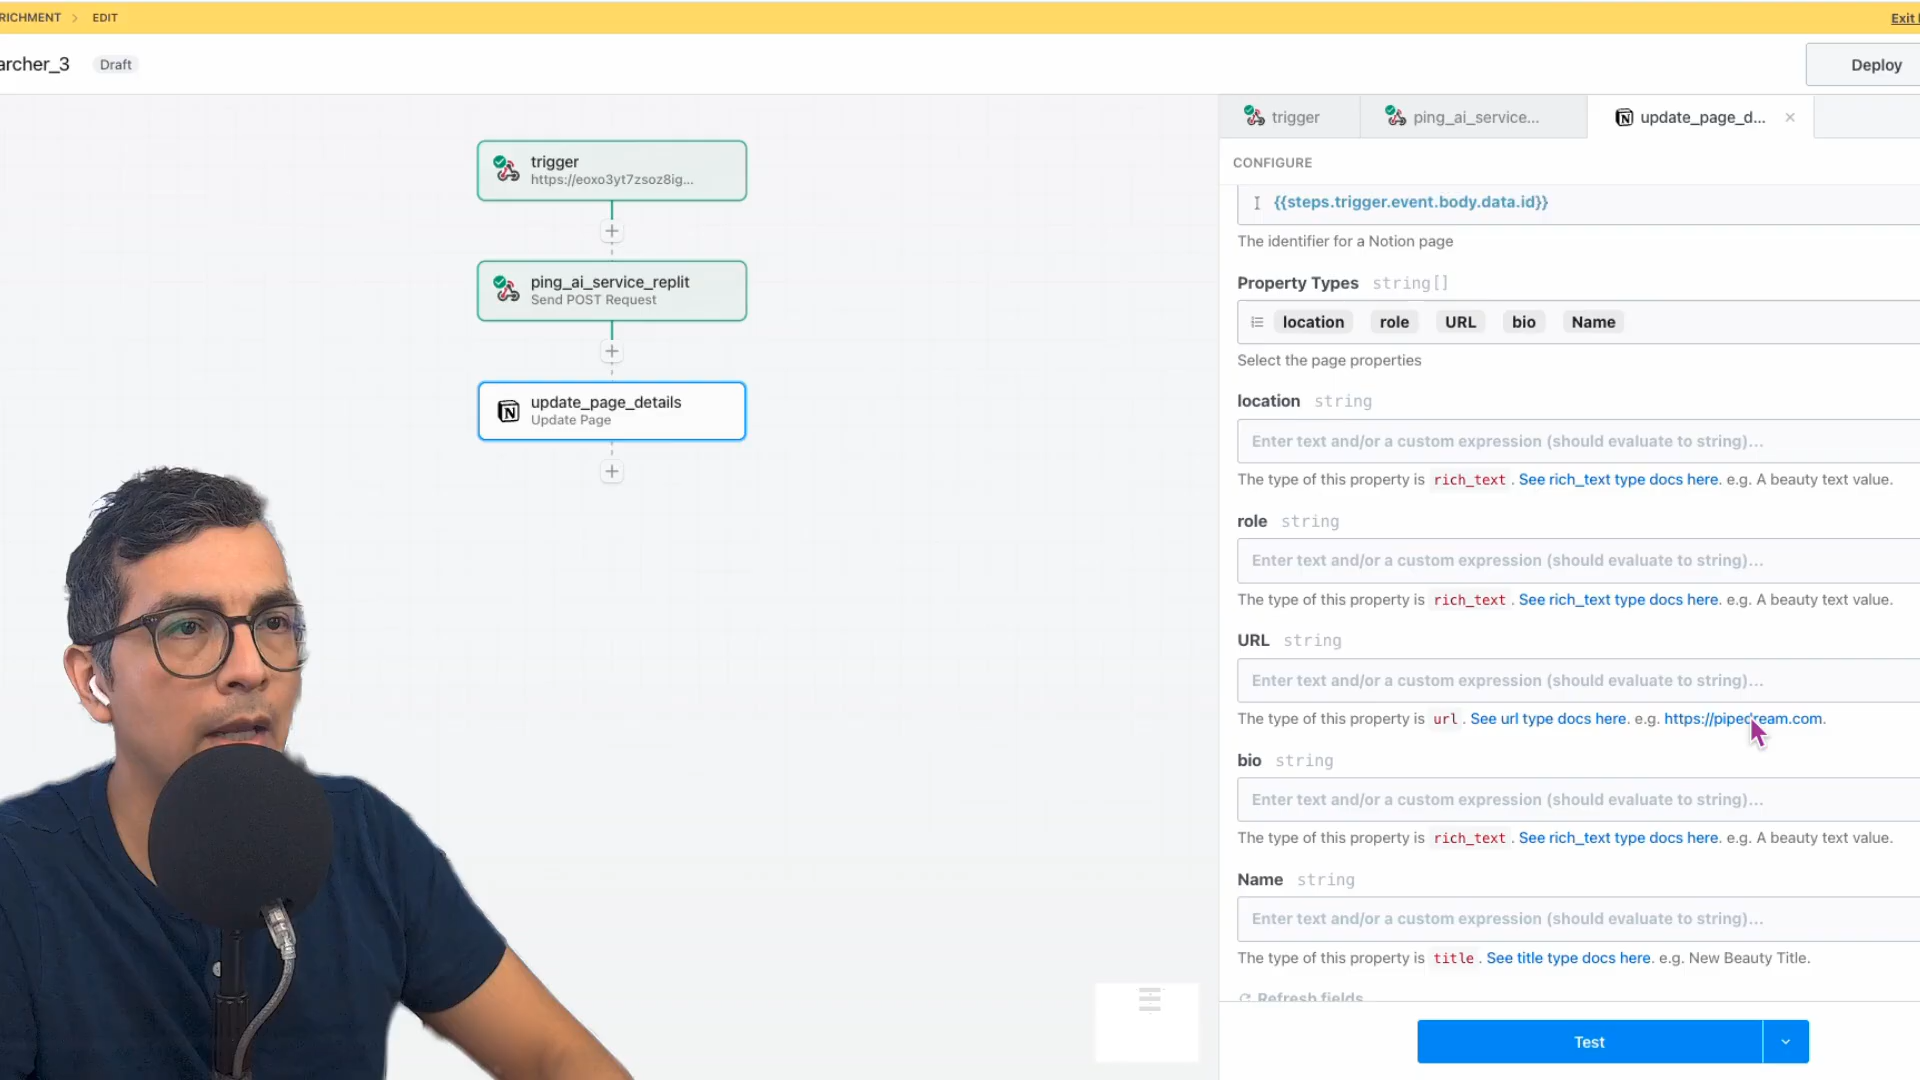 RICHMENT > EDIT
Exit
archer_3 Draft
Deploy
trigger
https://eoxo3yt7zsoz8ig...
ping_ai_service_replit
Send POST Request
update_page_details
Update Page
trigger
ping_ai_service...
update_page_d...
CONFIGURE
{{steps.trigger.event.body.data.id}}
The identifier for a Notion page
Property Types string[]
location role URL bio Name
Select the page properties
location string
Enter text and/or a custom expression (should evaluate to string)...
The type of this property is rich_text . See rich_text type docs here. e.g. A beauty text value.
role string
Enter text and/or a custom expression (should evaluate to string)...
The type of this property is rich_text . See rich_text type docs here. e.g. A beauty text value.
URL string
Enter text and/or a custom expression (should evaluate to string)...
The type of this property is url . See url type docs here. e.g. https://pipedream.com.
bio string
Enter text and/or a custom expression (should evaluate to string)...
The type of this property is rich_text . See rich_text type docs here. e.g. A beauty text value.
Name string
Enter text and/or a custom expression (should evaluate to string)...
The type of this property is title . See title type docs here. e.g. New Beauty Title.
Refresh fields
Test